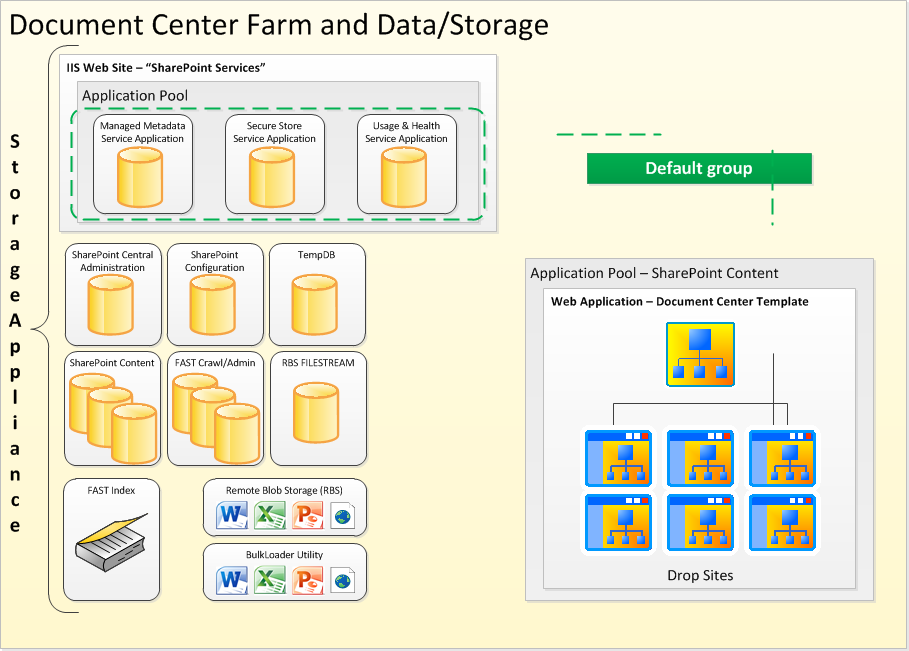 Document Center Farm and Data/Storage
IIS Web Site – “SharePoint Services”
Application Pool
Managed Metadata
Service Application
Secure Store
Service Application
Usage & Health
Service Application
Storage Appliance
SharePoint Central
Administration
SharePoint
Configuration
TempDB
SharePoint Content
FAST Crawl/Admin
RBS FILESTREAM
FAST Index
Remote Blob Storage (RBS)
W X P
BulkLoader Utility
W X P
Default group
Application Pool – SharePoint Content
Web Application – Document Center Template
Drop Sites